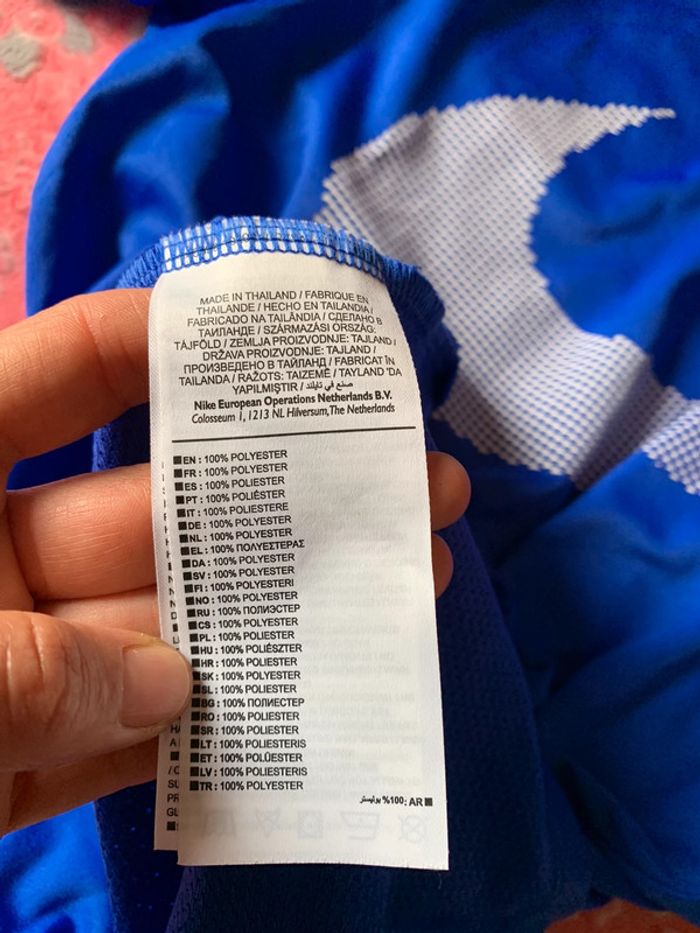 MADE IN THAILAND / FABRIQUE EN
THAILANDE / HECHO EN TAILANDIA /
FABRICADO NA TAILÂNDIA / СДЕЛАНО В
ТАИЛАНДЕ / SZÁRMAZÁSI ORSZÁG:
TÁJFÖLD / ZEMLJA PROIZVODNJE: TAJLAND /
DRŽAVA PROIZVODNJE: TAJLAND /
ПРОИЗВЕДЕНО В ТАЙЛАНД / FABRICAT ÎN
TAILANDA / RAŽOTS: TAIZEMĒ / TAYLAND 'DA
YAPILMIŞTIR / صنع في تايلند
Nike European Operations Netherlands B.V.
Colosseum 1, 1213 NL Hilversum, The Netherlands
EN : 100% POLYESTER
FR : 100% POLYESTER
ES : 100% POLIÉSTER
PT : 100% POLIÉSTER
IT : 100% POLIESTERE
DE : 100% POLYESTER
NL : 100% POLYESTER
EL : 100% ΠΟΛΥΕΣΤΕΡΑΣ
DA : 100% POLYESTER
SV : 100% POLYESTER
FI : 100% POLYESTERI
NO : 100% POLYESTER
RU : 100% ПОЛИЭСТЕР
CS : 100% POLYESTER
PL : 100% POLIESTER
HU : 100% POLIÉSZTER
HR : 100% POLIESTER
SK : 100% POLYESTER
SL : 100% POLIESTER
BG : 100% ПОЛИЕСТЕР
RO : 100% POLIESTER
SR : 100% POLIESTER
LT : 100% POLIESTERIS
ET : 100% POLÜESTER
LV : 100% POLIESTERIS
TR : 100% POLYESTER
AR :100% بوليستر